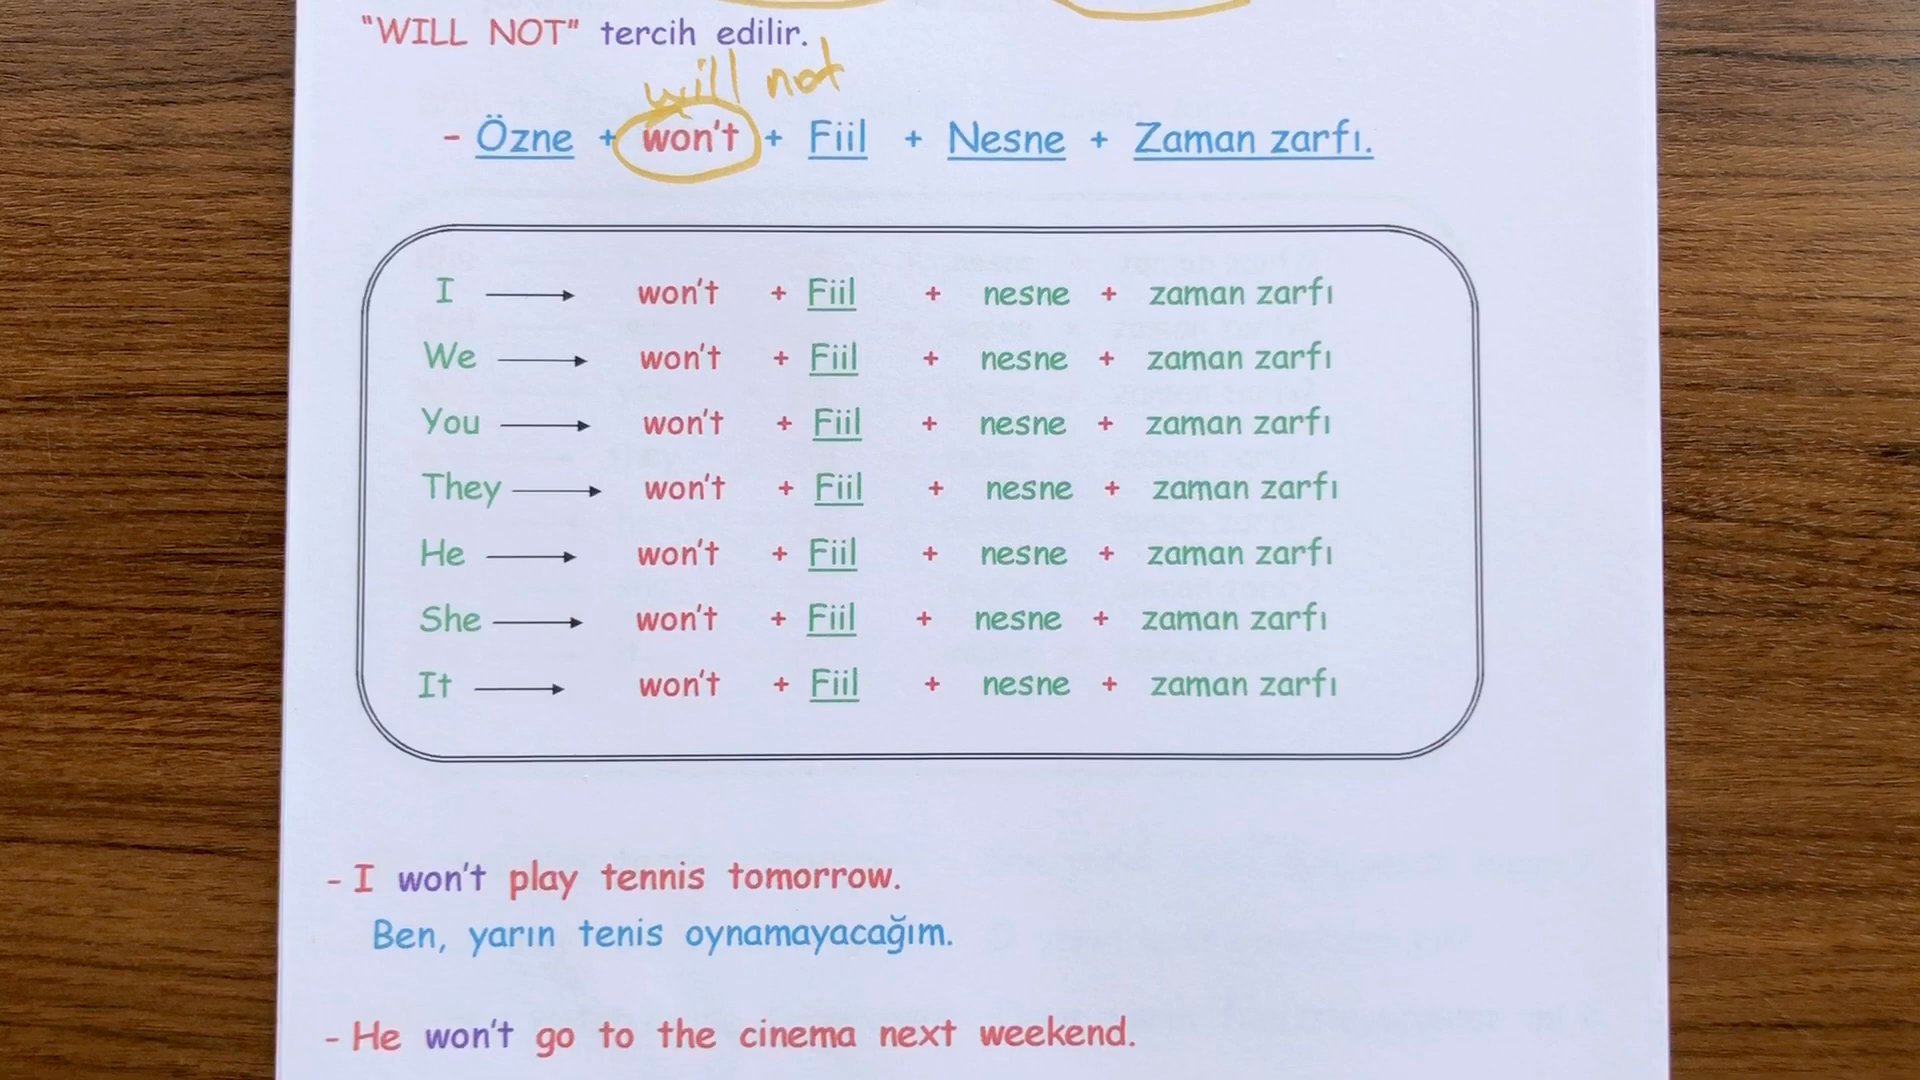 "WILL NOT" tercih edilir.
will not
- Özne + won't + Fiil + Nesne + Zaman zarfı.
I → won't + Fiil + nesne + zaman zarfı
We → won't + Fiil + nesne + zaman zarfı
You → won't + Fiil + nesne + zaman zarfı
They → won't + Fiil + nesne + zaman zarfı
He → won't + Fiil + nesne + zaman zarfı
She → won't + Fiil + nesne + zaman zarfı
It → won't + Fiil + nesne + zaman zarfı
- I won't play tennis tomorrow.
Ben, yarın tenis oynamayacağım.
- He won't go to the cinema next weekend.